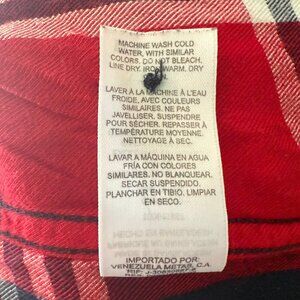 MACHINE WASH COLD
WATER, WITH SIMILAR
COLORS. DO NOT BLEACH.
LINE DRY. IRON WARM. DRY
LAVER À LA MACHINE À L'EAU
FROIDE, AVEC COULEURS
SIMILAIRES. NE PAS
JAVELLISER. SUSPENDRE
POUR SÉCHER. REPASSER À
TEMPÉRATURE MOYENNE.
NETTOYAGE À SEC.
LAVAR A MÁQUINA EN AGUA
FRÍA CON COLORES
SIMILARES. NO BLANQUEAR.
SECAR SUSPENDIDO.
PLANCHAR EN TIBIO. LIMPIAR
EN SECO.
IMPORTADO POR:
VENEZUELA METAS, C.A.
RIF: